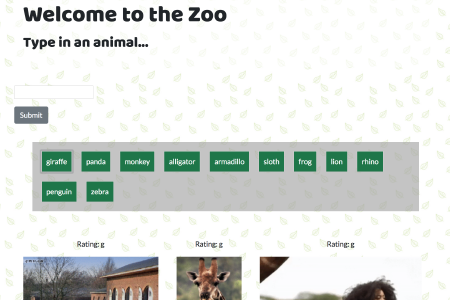 Welcome to the Zoo
Type in an animal...
Submit
giraffe panda monkey alligator armadillo sloth frog lion rhino
penguin zebra
Rating: g Rating: g Rating: g